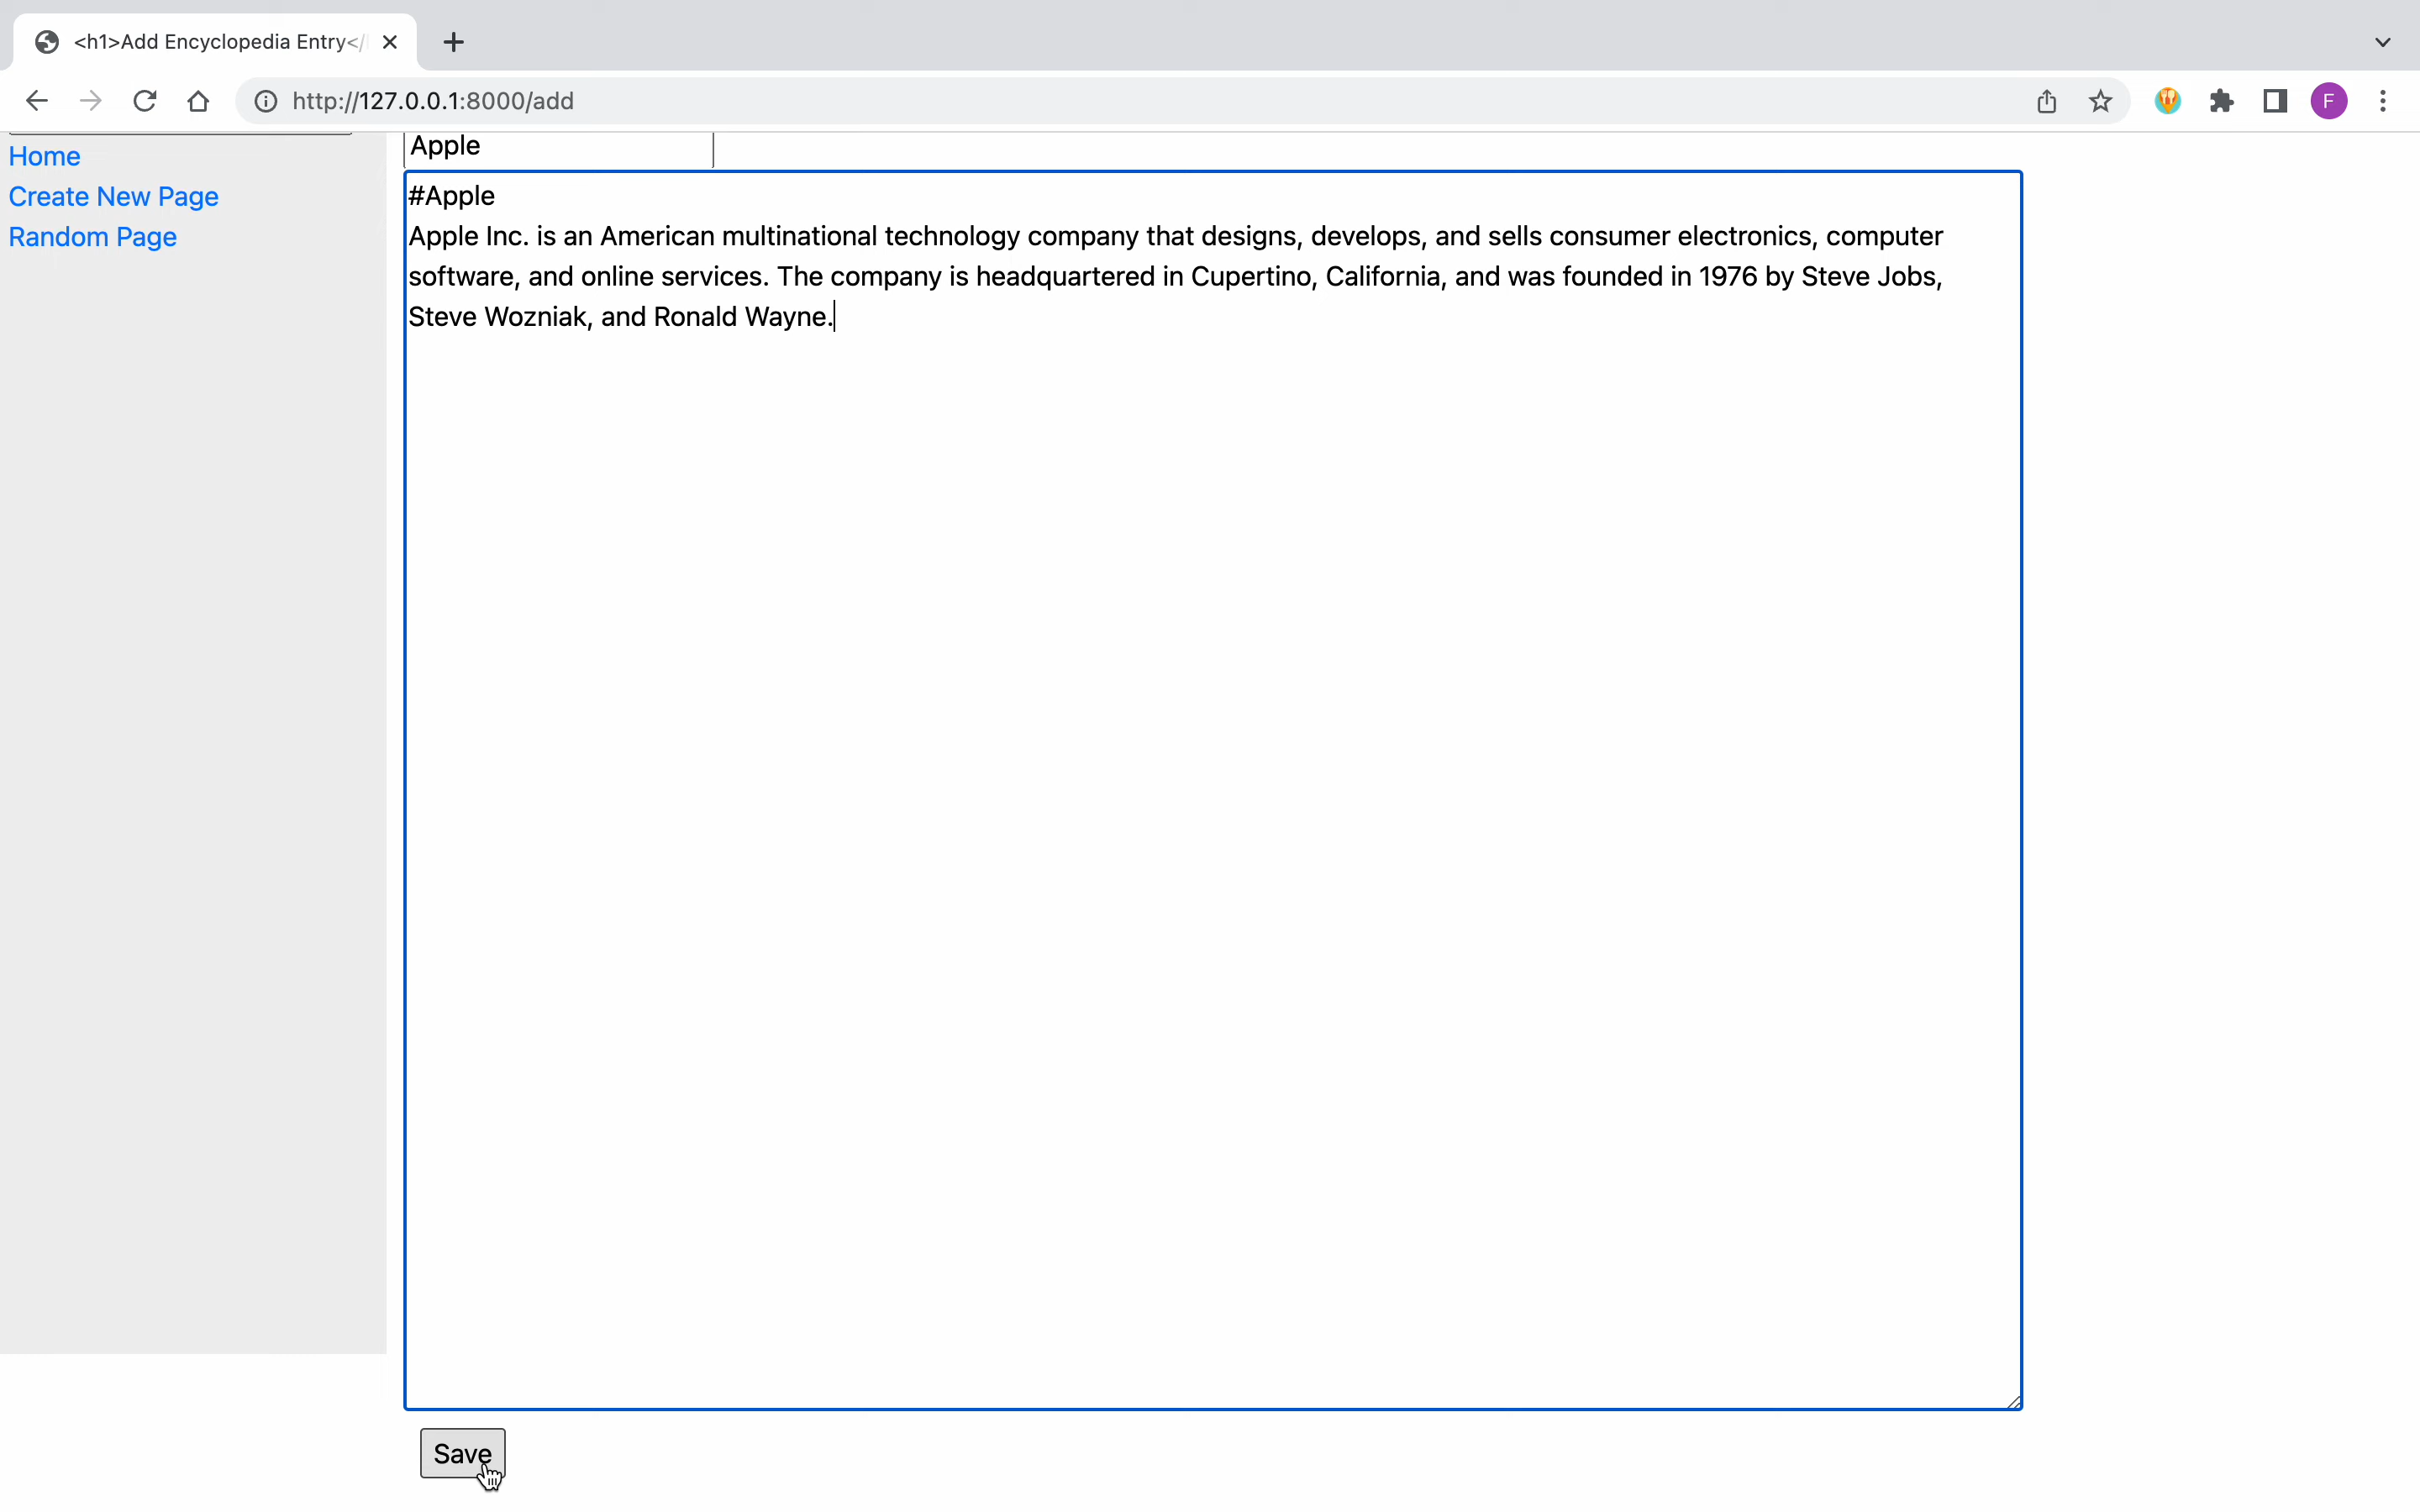 <h1>Add Encyclopedia Entry</
http://127.0.0.1:8000/add
F
Home
Create New Page
Random Page
Apple
#Apple
Apple Inc. is an American multinational technology company that designs, develops, and sells consumer electronics, computer
software, and online services. The company is headquartered in Cupertino, California, and was founded in 1976 by Steve Jobs,
Steve Wozniak, and Ronald Wayne.
Save